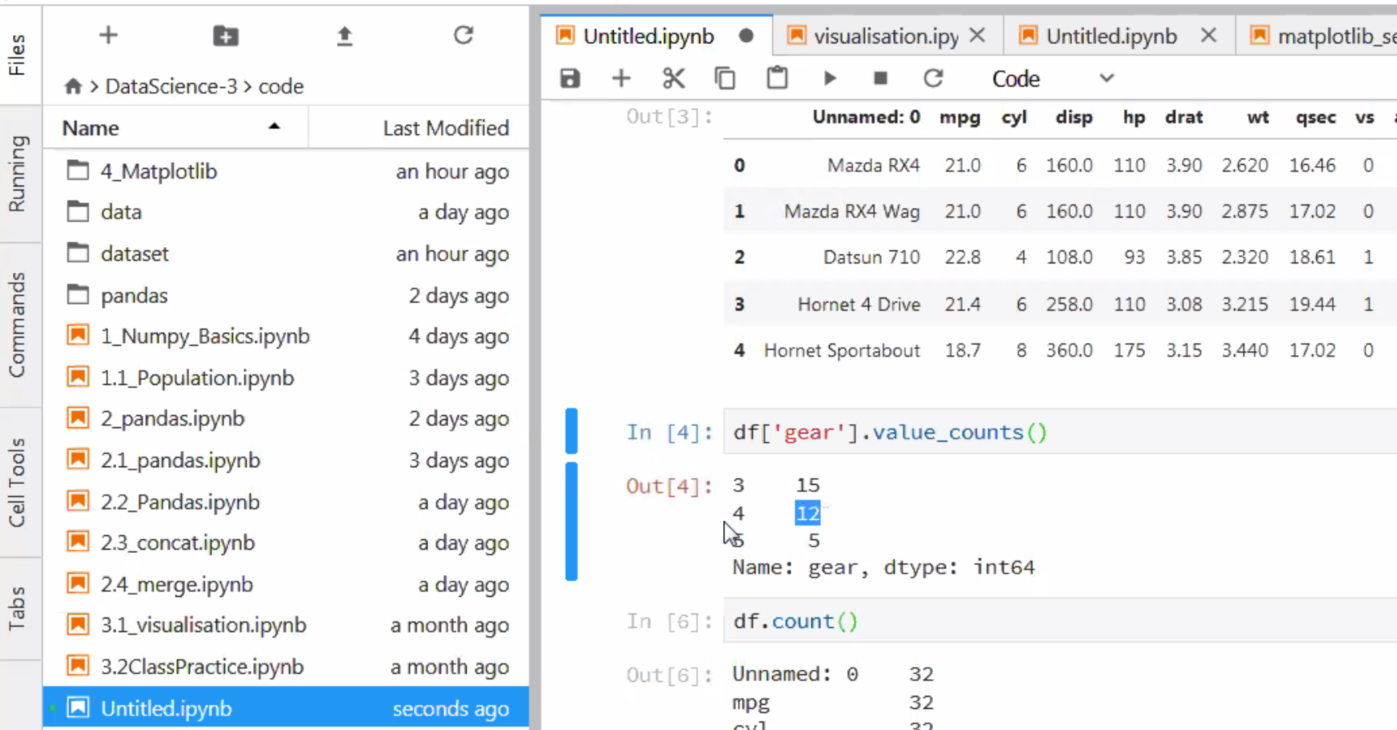 Files
Running
Commands
Cell Tools
Tabs
> DataScience-3 > code
Name Last Modified
4_Matplotlib an hour ago
data a day ago
dataset an hour ago
pandas 2 days ago
1_Numpy_Basics.ipynb 4 days ago
1.1_Population.ipynb 3 days ago
2_pandas.ipynb 2 days ago
2.1_pandas.ipynb 3 days ago
2.2_Pandas.ipynb a day ago
2.3_concat.ipynb a day ago
2.4_merge.ipynb a day ago
3.1_visualisation.ipynb a month ago
3.2ClassPractice.ipynb a month ago
Untitled.ipynb seconds ago
Untitled.ipynb visualisation.ipy Untitled.ipynb matplotlib_se
Code
Out[3]: Unnamed: 0 mpg cyl disp hp drat wt qsec vs
0 Mazda RX4 21.0 6 160.0 110 3.90 2.620 16.46 0
1 Mazda RX4 Wag 21.0 6 160.0 110 3.90 2.875 17.02 0
2 Datsun 710 22.8 4 108.0 93 3.85 2.320 18.61 1
3 Hornet 4 Drive 21.4 6 258.0 110 3.08 3.215 19.44 1
4 Hornet Sportabout 18.7 8 360.0 175 3.15 3.440 17.02 0
In [4]: df['gear'].value_counts()
Out[4]: 3 15
4 12
5 5
Name: gear, dtype: int64
In [6]: df.count()
Out[6]: Unnamed: 0 32
mpg 32
cyl 32